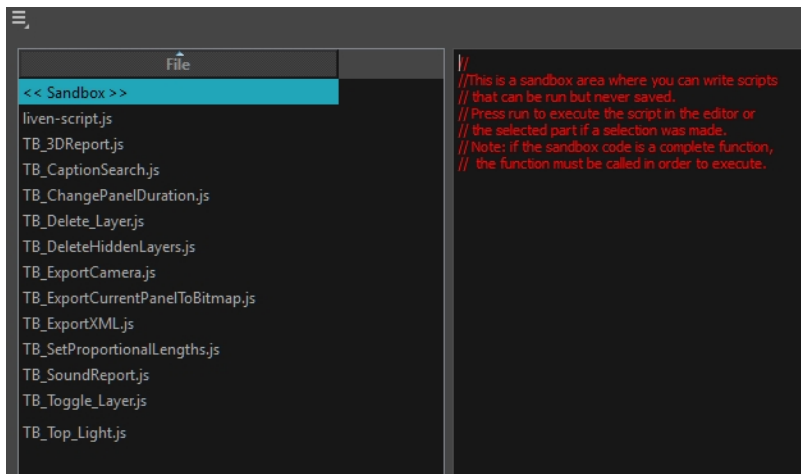 File
<< Sandbox >>
liven-script.js
TB_3DReport.js
TB_CaptionSearch.js
TB_ChangePanelDuration.js
TB_Delete_Layer.js
TB_DeleteHiddenLayers.js
TB_ExportCamera.js
TB_ExportCurrentPanelToBitmap.js
TB_ExportXML.js
TB_SetProportionalLengths.js
TB_SoundReport.js
TB_Toggle_Layer.js
TB_Top_Light.js
//
//This is a sandbox area where you can write scripts
// that can be run but never saved.
// Press run to execute the script in the editor or
// the selected part if a selection was made.
// Note: if the sandbox code is a complete function,
//  the function must be called in order to execute.